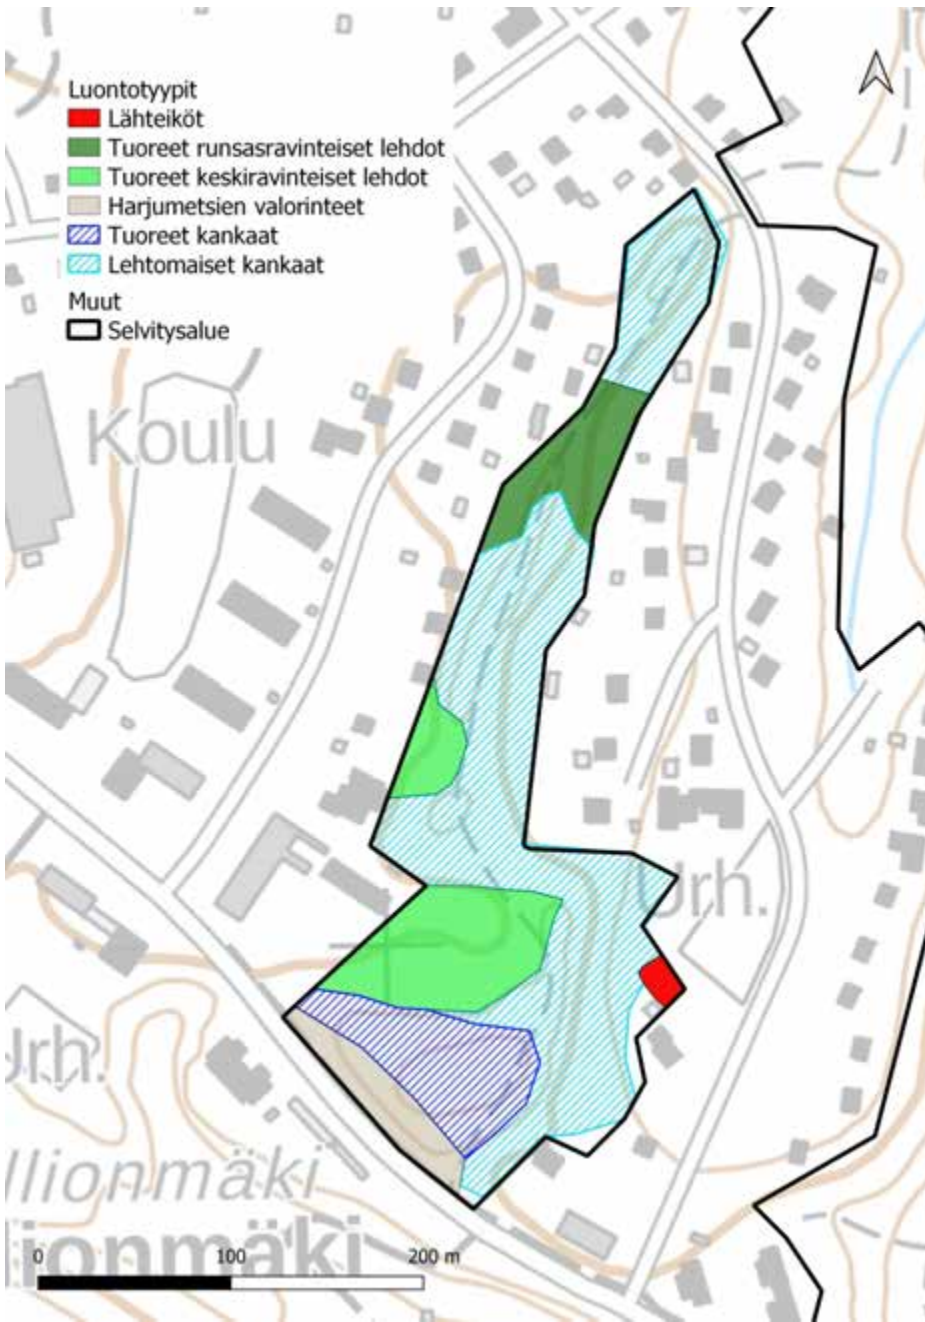 Luontotyypit
Lähteiköt
Tuoreet runsasravinteiset lehdot
Tuoreet keskiravinteiset lehdot
Harjumetsien valorinteet
Tuoreet kankaat
Lehtomaiset kankaat
Muut
Selvitysalue
Koulu
Urh.
Urh.
llionmäki
ionmäki
0 100 200 m